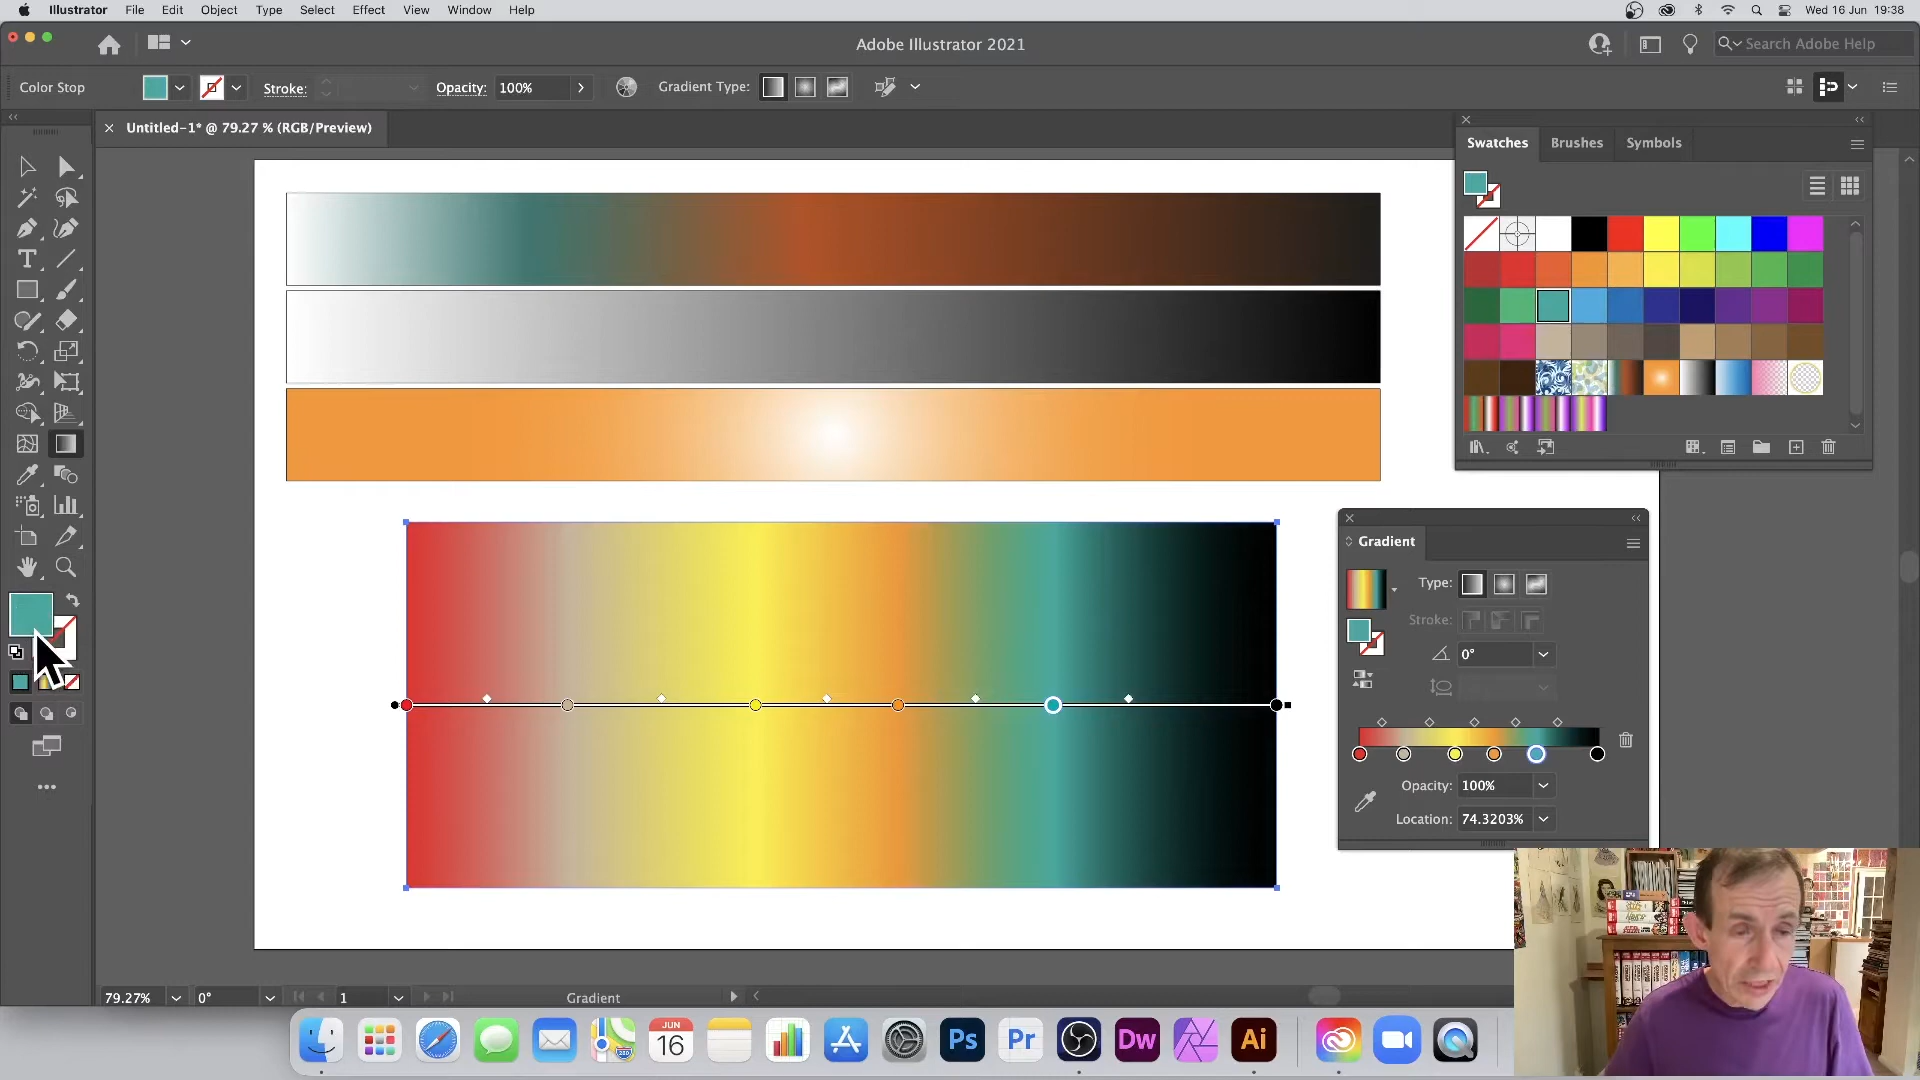 Illustrator File Edit Object Type Select Effect View Window Help Wed 16 Jun 19:38
Adobe Illustrator 2021
Search Adobe Help
Color Stop Stroke: Opacity: 100% Gradient Type:
Untitled-1* @ 79.27 % (RGB/Preview)
Swatches Brushes Symbols
Gradient
Type:
Stroke:
0°
Opacity: 100%
Location: 74.3203%
79.27% 0° 1 Gradient
JUN
16
Ps
Pr
Dw
Ai